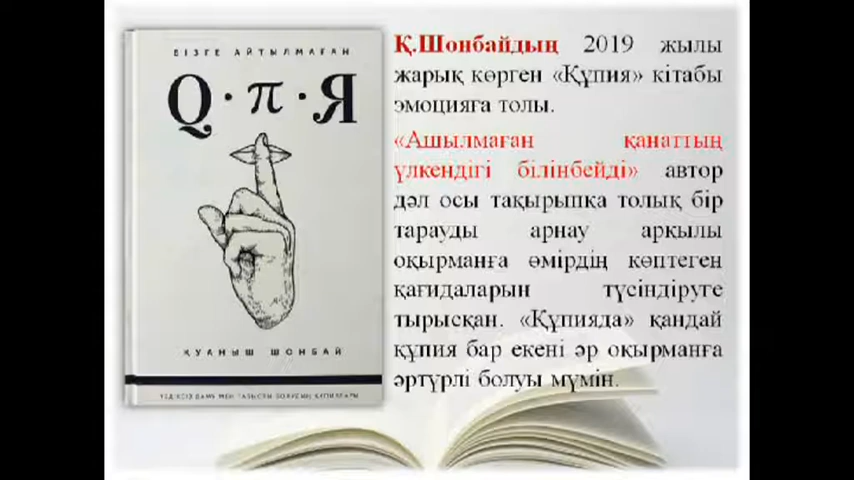 БІЗГЕ АЙТЫЛМАҒАН
Q·π·Я
ҚУАНЫШ ШОНБАЙ
Қ.Шонбайдың 2019 жылы
жарық көрген «Құпия» кітабы
эмоцияға толы.
«Ашылмаған қанаттың
үлкендігі білінбейді» автор
дәл осы тақырыпқа толық бір
тарауды арнау арқылы
оқырманға өмірдің көптеген
қағидаларын түсіндіруге
тырысқан. «Құпияда» қандай
құпия бар екені әр оқырманға
әртүрлі болуы мүмін.